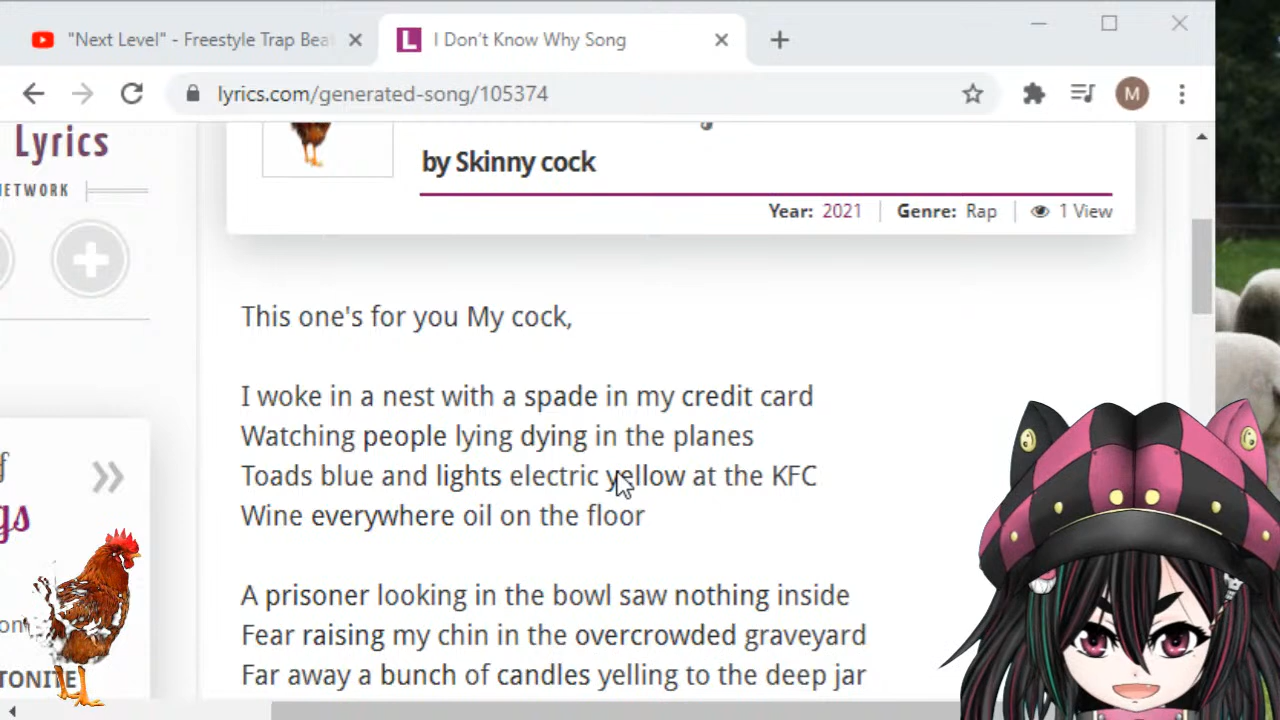 "Next Level" - Freestyle Trap Bea
I Don't Know Why Song
lyrics.com/generated-song/105374
M
Lyrics
NETWORK
by Skinny cock
Year: 2021 Genre: Rap 1 View
This one's for you My cock,
I woke in a nest with a spade in my credit card
Watching people lying dying in the planes
Toads blue and lights electric yellow at the KFC
Wine everywhere oil on the floor
A prisoner looking in the bowl saw nothing inside
Fear raising my chin in the overcrowded graveyard
Far away a bunch of candles yelling to the deep jar
f
gs
on
TONITE